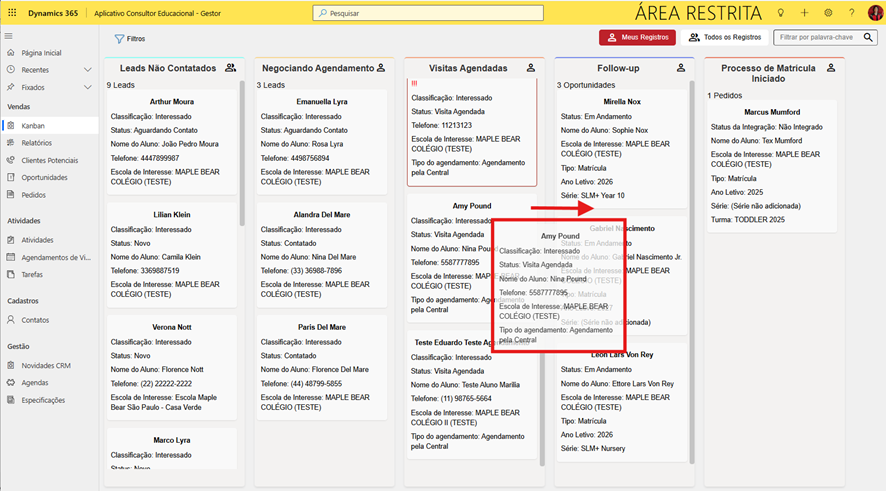 Dynamics 365 Aplicativo Consultor Educacional - Gestor
Pesquisar
ÁREA RESTRITA
Página Inicial
Recentes
Fixados
Vendas
Kanban
Relatórios
Clientes Potenciais
Oportunidades
Pedidos
Atividades
Atividades
Agendamentos de Vi...
Tarefas
Cadastros
Contatos
Gestão
Novidades CRM
Agendas
Especificações
Filtros
Meus Registros
Todos os Registros
Filtrar por palavra-chave
Leads Não Contatados
9 Leads
Arthur Moura
Classificação: Interessado
Status: Aguardando Contato
Nome do Aluno: João Pedro Moura
Telefone: 4447899987
Escola de Interesse: MAPLE BEAR
COLÉGIO (TESTE)
Lilian Klein
Classificação: Interessado
Status: Novo
Nome do Aluno: Camila Klein
Telefone: 3369887519
Escola de Interesse: MAPLE BEAR
COLÉGIO (TESTE)
Verona Nott
Classificação: Interessado
Status: Novo
Nome do Aluno: Florence Nott
Telefone: (22) 22222-2222
Escola de Interesse: Escola Maple
Bear São Paulo - Casa Verde
Marco Lyra
Classificação: Interessado
Status: Novo
Negociando Agendamento
3 Leads
Emanuella Lyra
Classificação: Interessado
Status: Aguardando Contato
Nome do Aluno: Rosa Lyra
Telefone: 4498756894
Escola de Interesse: MAPLE BEAR
COLÉGIO (TESTE)
Alandra Del Mare
Classificação: Interessado
Status: Contatado
Nome do Aluno: Nina Del Mare
Telefone: (33) 36988-7896
Escola de Interesse: MAPLE BEAR
COLÉGIO (TESTE)
Paris Del Mare
Classificação: Interessado
Status: Contatado
Nome do Aluno: Florence Del Mare
Telefone: (44) 48799-5855
Escola de Interesse: MAPLE BEAR
COLÉGIO (TESTE)
Visitas Agendadas
!!!
Classificação: Interessado
Status: Visita Agendada
Telefone: 11213123
Escola de Interesse: MAPLE BEAR
COLÉGIO (TESTE)
Tipo do agendamento: Agendamento
pela Central
Amy Pound
Classificação: Interessado
Status: Visita Agendada
Nome do Aluno: Nina Pound
Telefone: 5587777895
Escola de Interesse: MAPLE BEAR
COLÉGIO (TESTE)
Tipo do agendamento: Agendamento
pela Central
Teste Eduardo Teste
Classificação: Interessado
Status: Visita Agendada
Nome do Aluno: Teste Aluno Marilia
Telefone: (11) 98765-5664
Escola de Interesse: MAPLE BEAR
COLÉGIO II (TESTE)
Tipo do agendamento: Agendamento
pela Central
Amy Pound
Classificação: Interessado
Status: Visita Agendada
Nome do Aluno: Nina Pound
Telefone: 5587777895
Escola de Interesse: MAPLE BEAR
COLÉGIO (TESTE)
Tipo do agendamento: Agendamento
pela Central
Follow-up
3 Oportunidades
Mirella Nox
Status: Em Andamento
Nome do Aluno: Sophie Nox
Escola de Interesse: MAPLE BEAR
COLÉGIO (TESTE)
Tipo: Matrícula
Ano Letivo: 2026
Série: SLM+ Year 10
Gabriel Nascimento
Status: Em Andamento
Nome do Aluno: Gabriel Nascimento Jr.
Escola de Interesse: MAPLE BEAR
COLÉGIO (TESTE)
Tipo: Matrícula
Série: (Série não adicionada)
Leon Lars Von Rey
Status: Em Andamento
Nome do Aluno: Ettore Lars Von Rey
Escola de Interesse: MAPLE BEAR
COLÉGIO (TESTE)
Tipo: Matrícula
Ano Letivo: 2026
Série: SLM+ Nursery
Processo de Matrícula
Iniciado
1 Pedidos
Marcus Mumford
Status da Integração: Não Integrado
Nome do Aluno: Tex Mumford
Escola de Interesse: MAPLE BEAR
COLÉGIO (TESTE)
Tipo: Matrícula
Ano Letivo: 2025
Série: (Série não adicionada)
Turma: TODDLER 2025